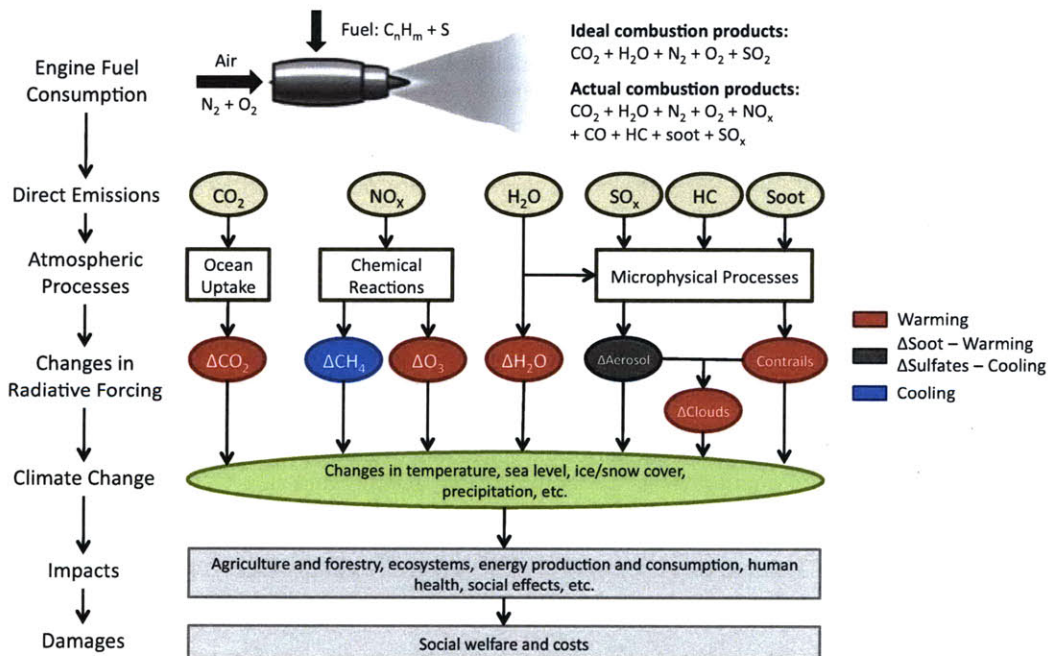 Engine Fuel
Consumption
Fuel: CₙHₘ + S
Air
N₂ + O₂
Ideal combustion products:
CO₂ + H₂O + N₂ + O₂ + SO₂
Actual combustion products:
CO₂ + H₂O + N₂ + O₂ + NOₓ
+ CO + HC + soot + SOₓ
Direct Emissions
CO₂
NOₓ
H₂O
SOₓ
HC
Soot
Atmospheric
Processes
Ocean
Uptake
Chemical
Reactions
Microphysical Processes
Changes in
Radiative Forcing
ΔCO₂
ΔCH₄
ΔO₃
ΔH₂O
ΔAerosol
Contrails
ΔClouds
Warming
ΔSoot – Warming
ΔSulfates – Cooling
Cooling
Climate Change
Changes in temperature, sea level, ice/snow cover,
precipitation, etc.
Impacts
Agriculture and forestry, ecosystems, energy production and consumption, human
health, social effects, etc.
Damages
Social welfare and costs